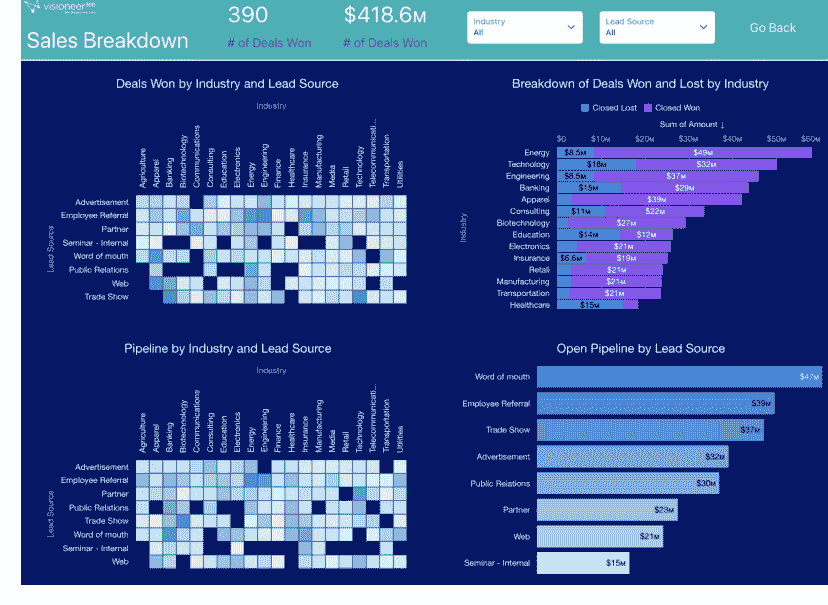 visioneer360
Sales Breakdown
390
# of Deals Won
$418.6M
# of Deals Won
Industry
All
Lead Source
All
Go Back
Deals Won by Industry and Lead Source
Industry
Agriculture
Apparel
Banking
Biotechnology
Communications
Consulting
Education
Electronics
Energy
Engineering
Finance
Healthcare
Insurance
Manufacturing
Media
Retail
Technology
Telecommunicati...
Transportation
Utilities
Lead Source
Advertisement
Employee Referral
Partner
Seminar - Internal
Word of mouth
Public Relations
Web
Trade Show
Breakdown of Deals Won and Lost by Industry
Closed Lost
Closed Won
Sum of Amount ↓
$0 $10M $20M $30M $40M $50M $60M
Industry
Energy $8.5M $49M
Technology $18M $32M
Engineering $8.5M $37M
Banking $15M $29M
Apparel $39M
Consulting $11M $22M
Biotechnology $27M
Education $14M $12M
Electronics $21M
Insurance $6.6M $19M
Retail $21M
Manufacturing $21M
Transportation $21M
Healthcare $15M
Pipeline by Industry and Lead Source
Industry
Agriculture
Apparel
Banking
Biotechnology
Communications
Consulting
Education
Electronics
Energy
Engineering
Finance
Healthcare
Insurance
Manufacturing
Media
Retail
Technology
Telecommunicati...
Transportation
Utilities
Lead Source
Advertisement
Employee Referral
Partner
Public Relations
Trade Show
Word of mouth
Seminar - Internal
Web
Open Pipeline by Lead Source
Word of mouth $47M
Employee Referral $39M
Trade Show $37M
Advertisement $32M
Public Relations $30M
Partner $23M
Web $21M
Seminar - Internal $15M